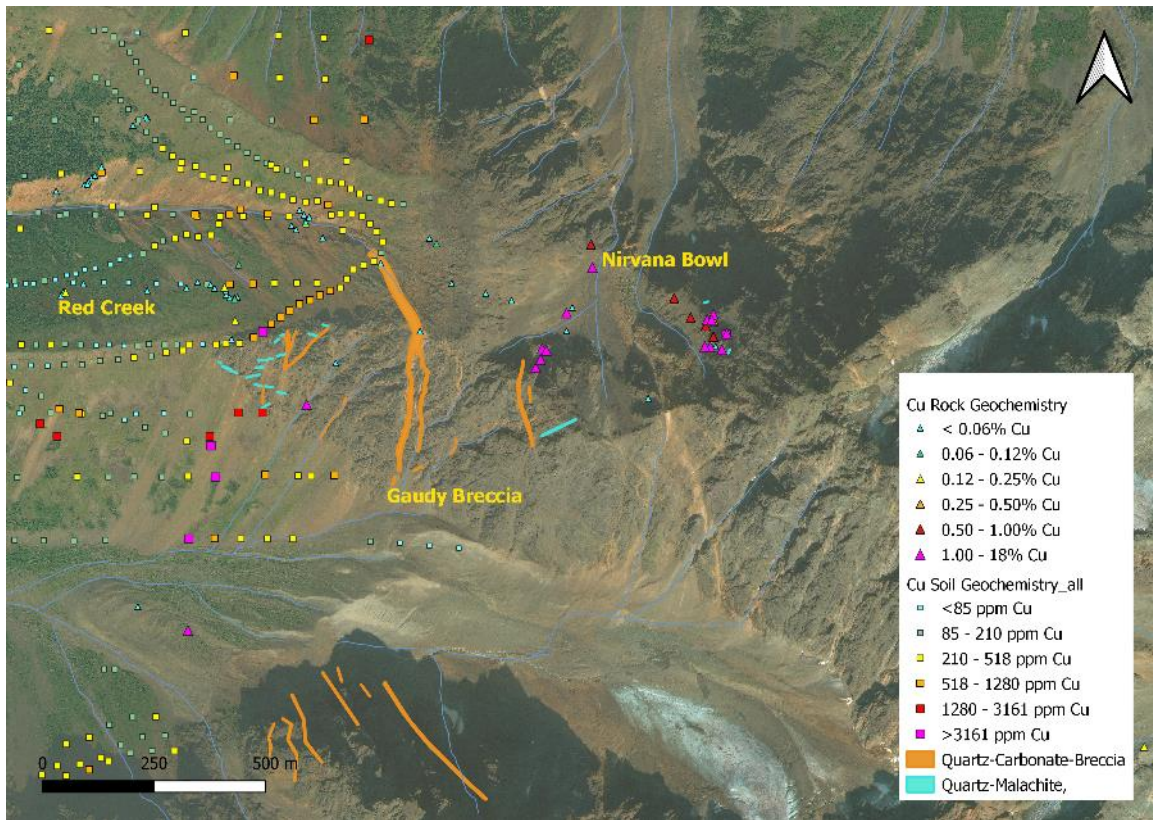 Nirvana Bowl
Red Creek
Gaudy Breccia
0 250 500 m
Cu Rock Geochemistry
< 0.06% Cu
0.06 - 0.12% Cu
0.12 - 0.25% Cu
0.25 - 0.50% Cu
0.50 - 1.00% Cu
1.00 - 18% Cu
Cu Soil Geochemistry_all
<85 ppm Cu
85 - 210 ppm Cu
210 - 518 ppm Cu
518 - 1280 ppm Cu
1280 - 3161 ppm Cu
>3161 ppm Cu
Quartz-Carbonate-Breccia
Quartz-Malachite,